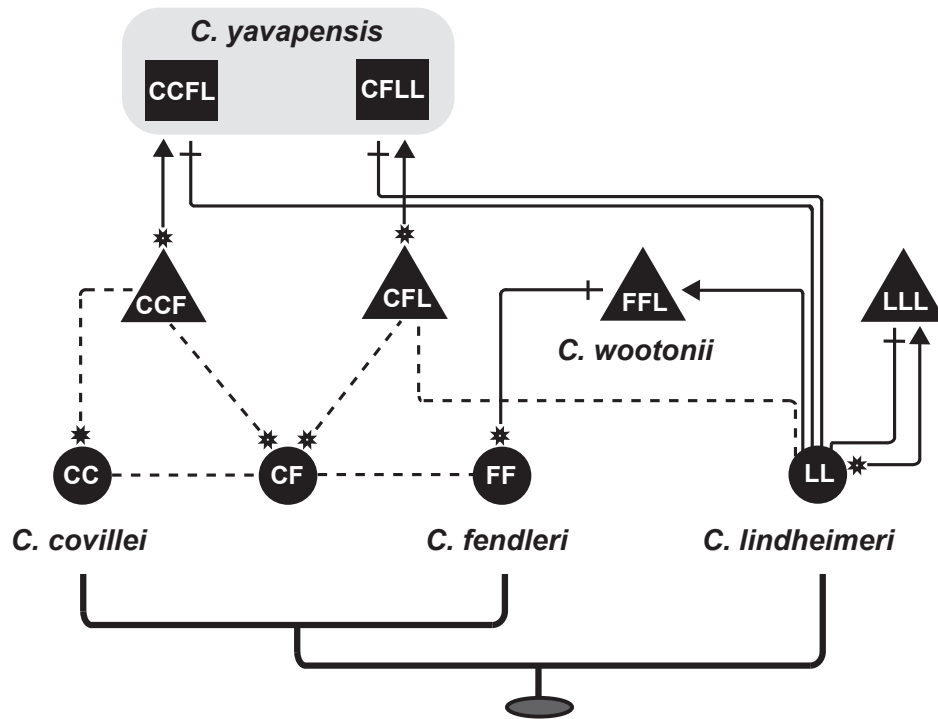 C. yavapensis
CCFL CFLL
CCF CFL FFL LLL
C. wootonii
CC CF FF LL
C. covillei C. fendleri C. lindheimeri